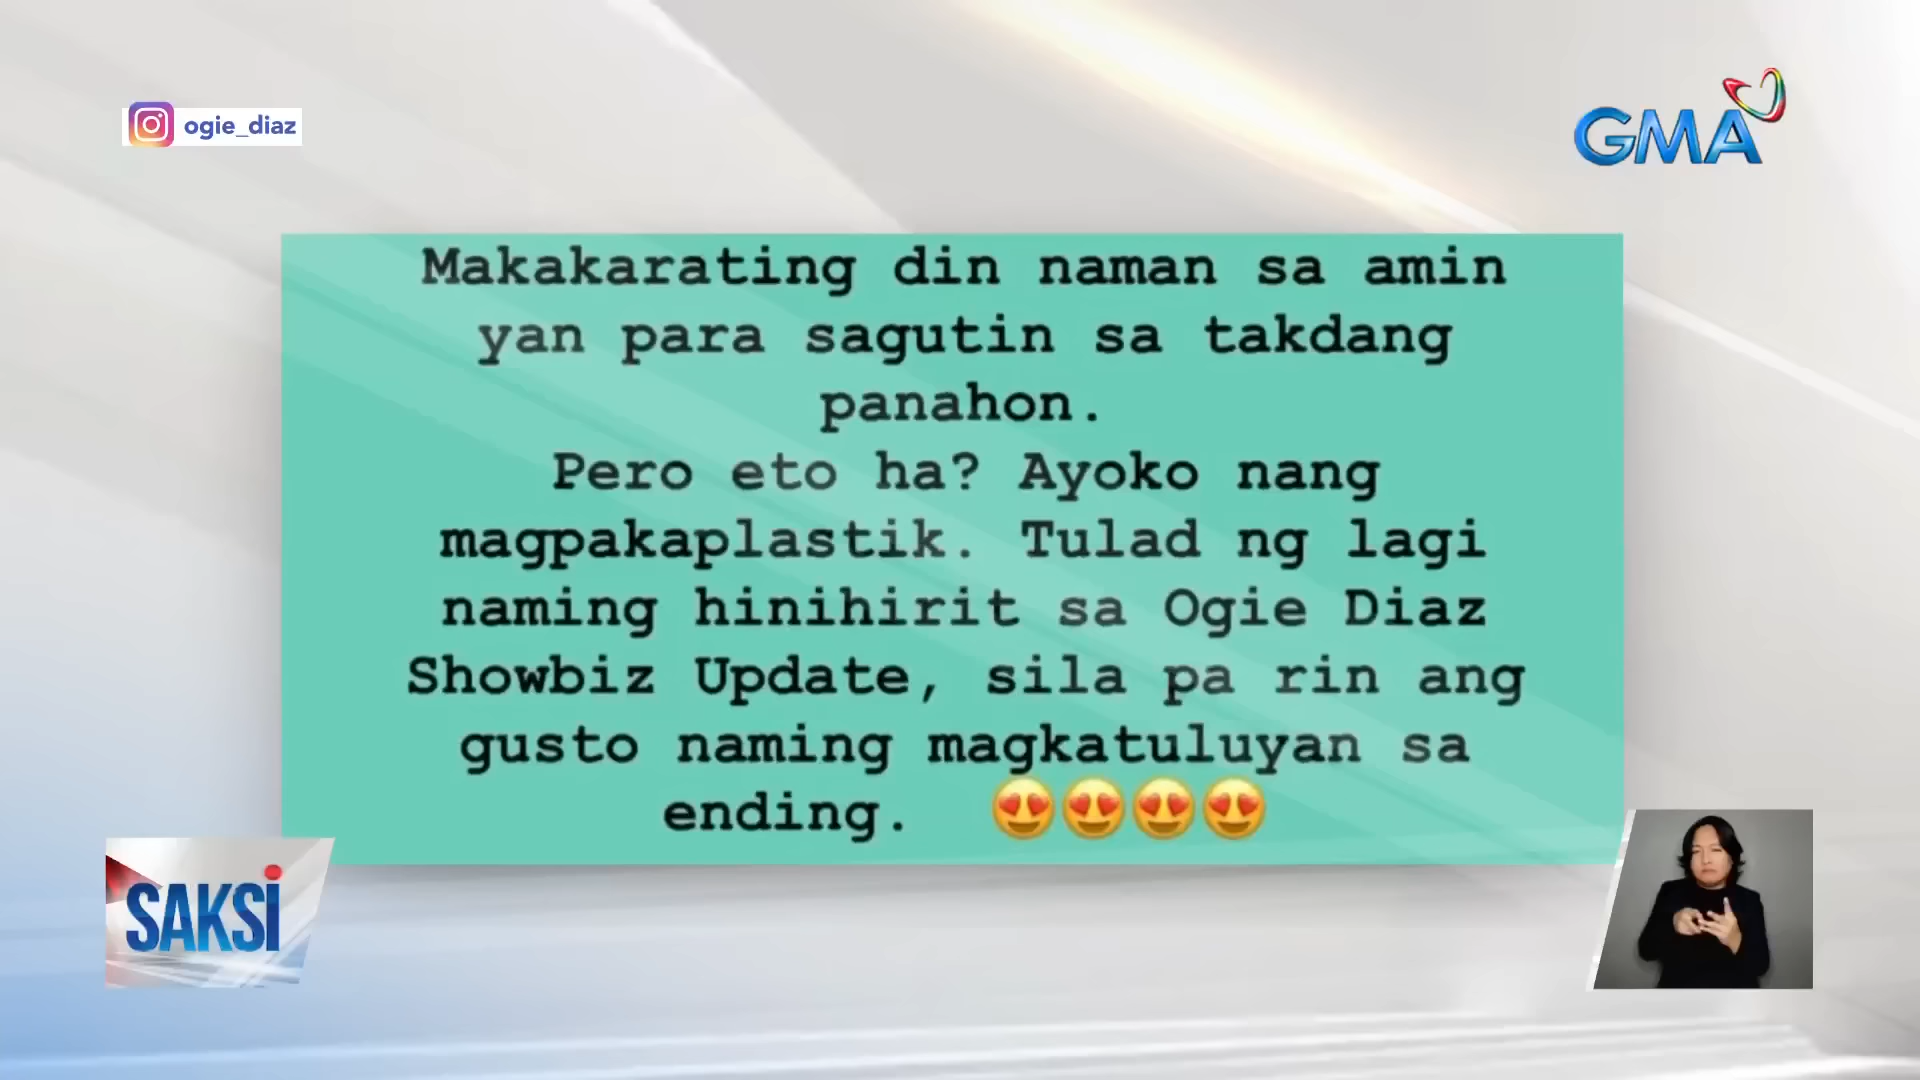 ogie_diaz
GMA
Makakarating din naman sa amin
yan para sagutin sa takdang
panahon.
Pero eto ha? Ayoko nang
magpakaplastik. Tulad ng lagi
naming hinihirit sa Ogie Diaz
Showbiz Update, sila pa rin ang
gusto naming magkatuluyan sa
ending. 😍😍😍😍
SAKSI